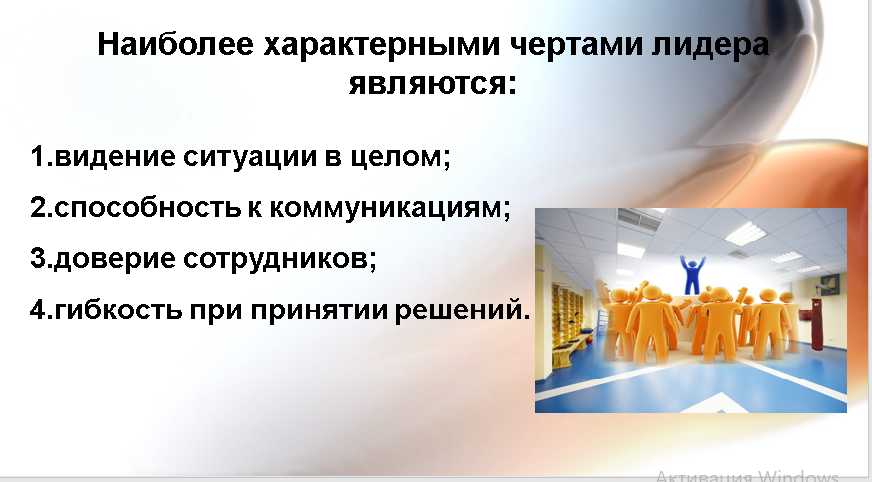 Наиболее характерными чертами лидера
являются:
1.видение ситуации в целом;
2.способность к коммуникациям;
3.доверие сотрудников;
4.гибкость при принятии решений.
Активация Windows